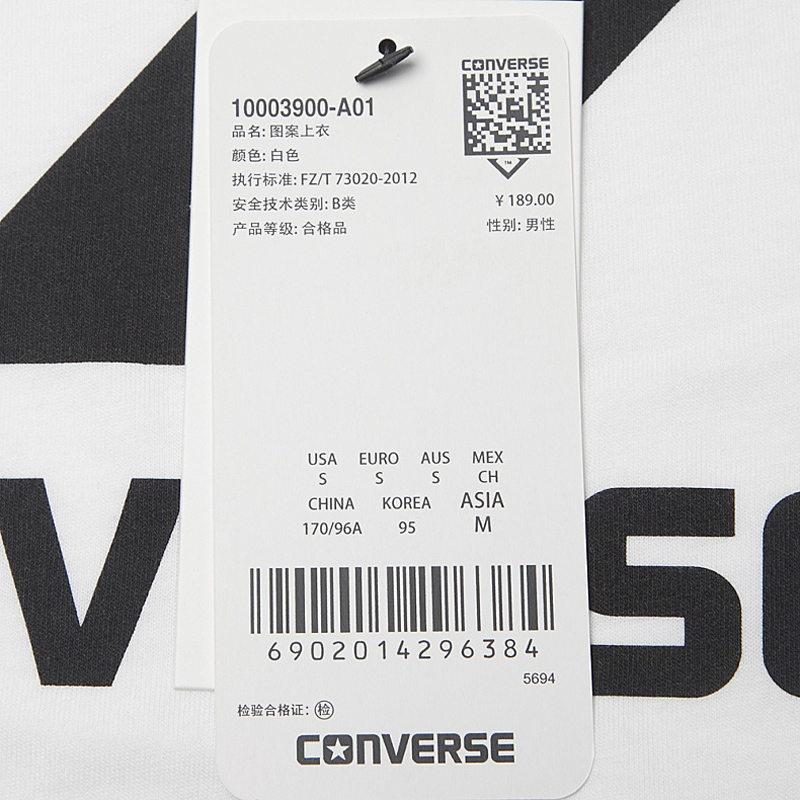 CONVERSE
10003900-A01
品名: 图案上衣
颜色: 白色
执行标准: FZ/T 73020-2012
安全技术类别: B类
产品等级: 合格品
TM
¥ 189.00
性别: 男性
USA EURO AUS MEX
S S S CH
CHINA KOREA ASIA
170/96A 95 M
6902014296384
5694
检验合格证: 检
CONVERSE
V S